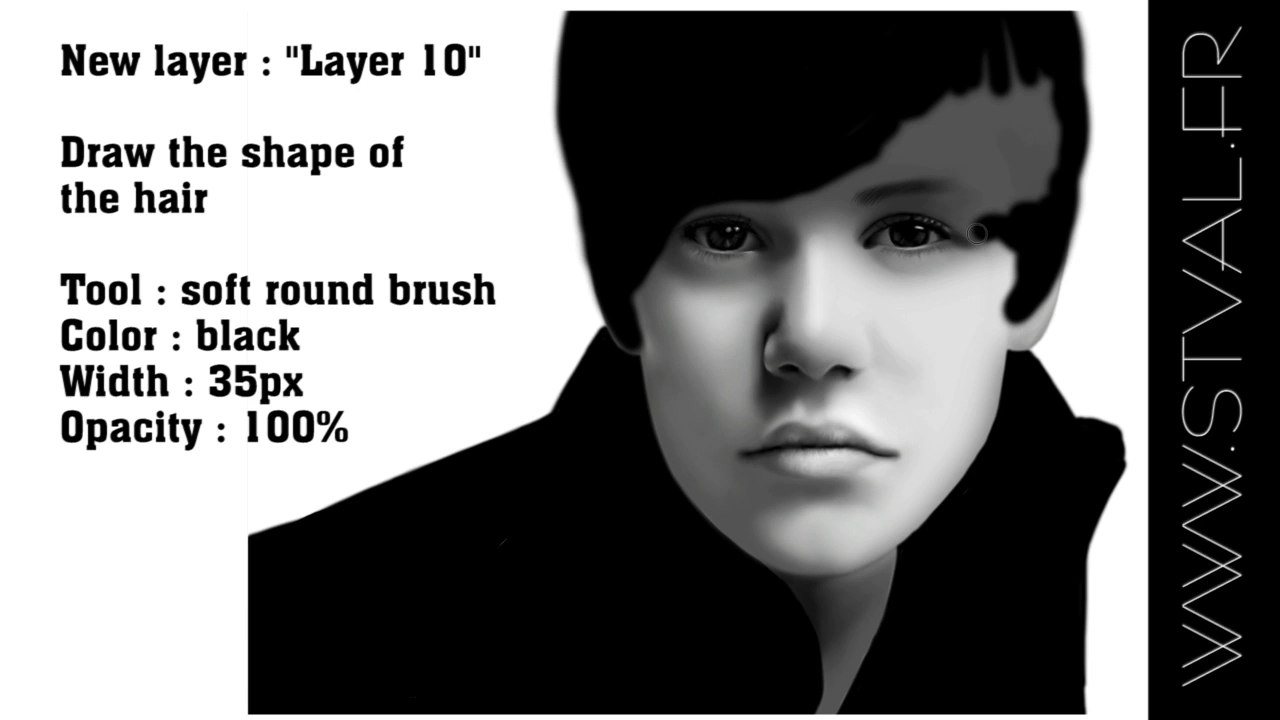 New layer : "Layer 10"
Draw the shape of
the hair
Tool : soft round brush
Color : black
Width : 35px
Opacity : 100%
WWW.STVAL.FR